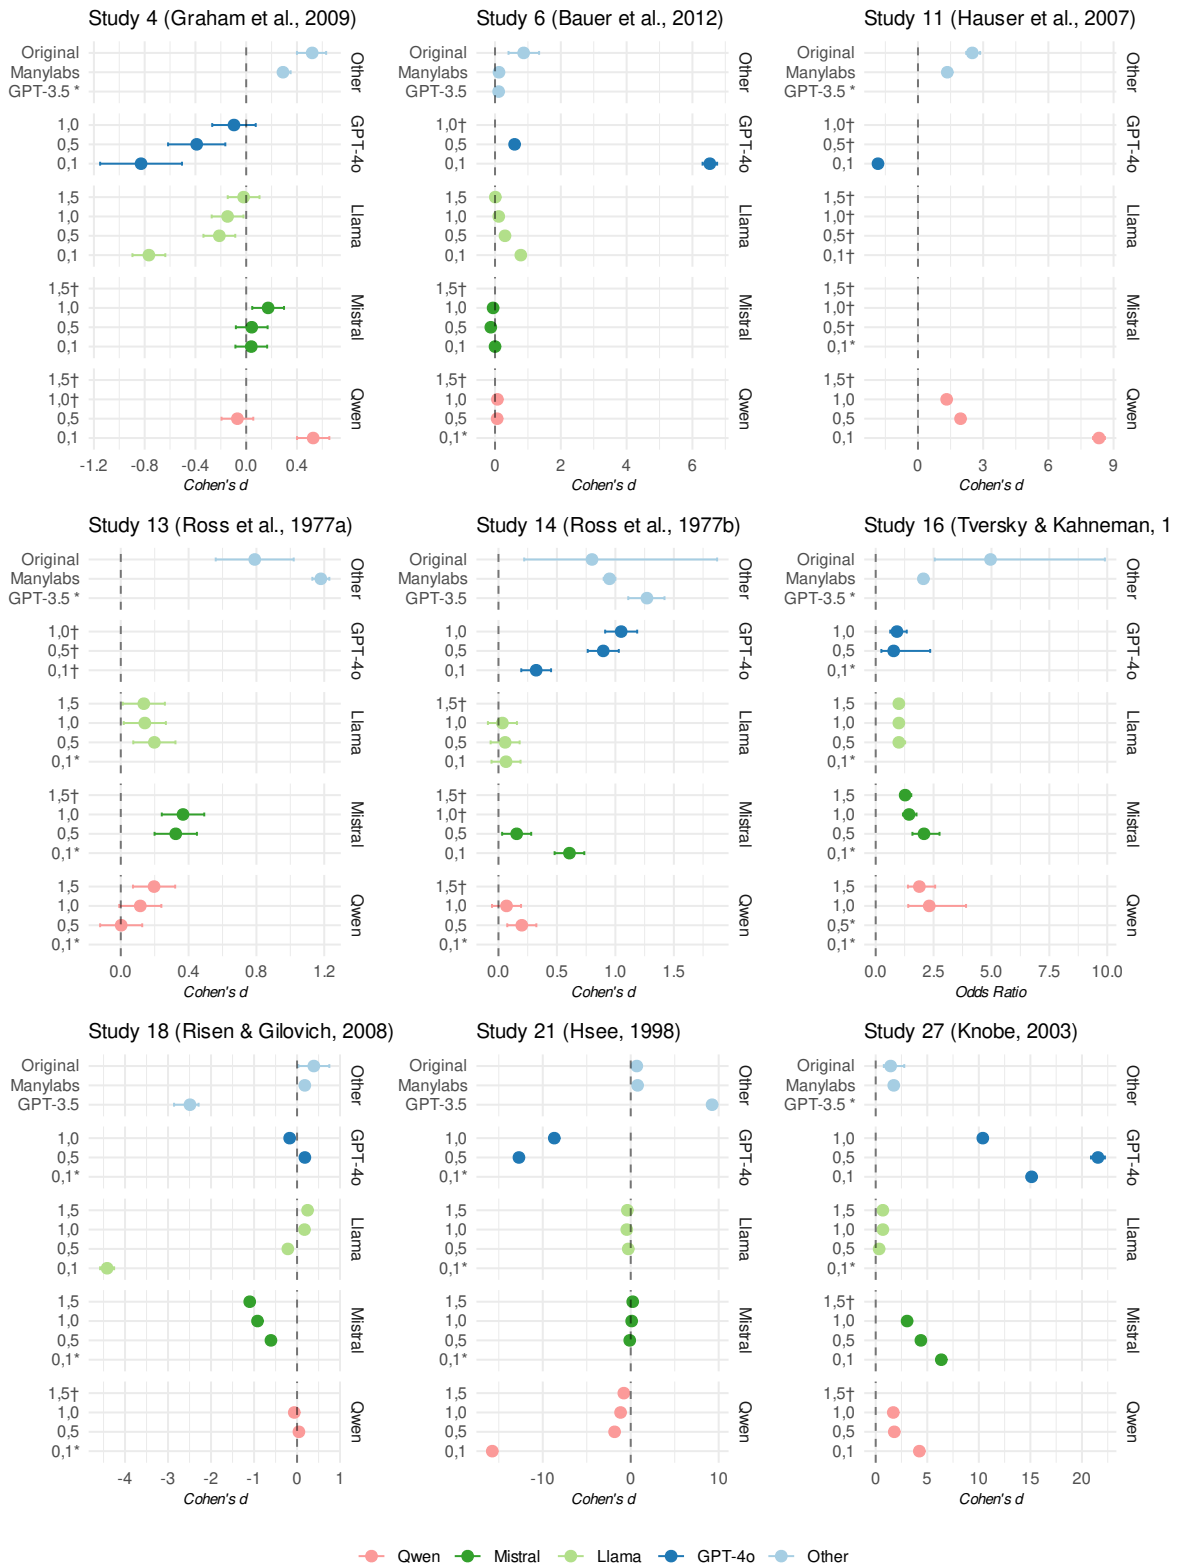 Study 4 (Graham et al., 2009)
Original
Manylabs
GPT-3.5 *
Other
1,0
0,5
0,1
GPT-4o
1,5
1,0
0,5
0,1
Llama
1,5†
1,0
0,5
0,1
Mistral
1,5†
1,0†
0,5
0,1
Qwen
-1.2 -0.8 -0.4 0.0 0.4
Cohen's d
Study 6 (Bauer et al., 2012)
Original
Manylabs
GPT-3.5
Other
1,0†
0,5
0,1
GPT-4o
1,5
1,0
0,5
0,1
Llama
1,5†
1,0
0,5
0,1
Mistral
1,5†
1,0
0,5
0,1*
Qwen
0 2 4 6
Cohen's d
Study 11 (Hauser et al., 2007)
Original
Manylabs
GPT-3.5 *
Other
1,0†
0,5†
0,1
GPT-4o
1,5†
1,0†
0,5†
0,1†
Llama
1,5†
1,0†
0,5†
0,1*
Mistral
1,5†
1,0
0,5
0,1
Qwen
0 3 6 9
Cohen's d
Study 13 (Ross et al., 1977a)
Original
Manylabs
GPT-3.5 *
Other
1,0†
0,5†
0,1†
GPT-4o
1,5
1,0
0,5
0,1*
Llama
1,5†
1,0
0,5
0,1*
Mistral
1,5
1,0
0,5
0,1*
Qwen
0.0 0.4 0.8 1.2
Cohen's d
Study 14 (Ross et al., 1977b)
Original
Manylabs
GPT-3.5
Other
1,0
0,5
0,1
GPT-4o
1,5†
1,0
0,5
0,1
Llama
1,5†
1,0†
0,5
0,1
Mistral
1,5†
1,0
0,5
0,1*
Qwen
0.0 0.5 1.0 1.5
Cohen's d
Study 16 (Tversky & Kahneman, 1
Original
Manylabs
GPT-3.5 *
Other
1,0
0,5
0,1*
GPT-4o
1,5
1,0
0,5
0,1*
Llama
1,5
1,0
0,5
0,1*
Mistral
1,5
1,0
0,5*
0,1*
Qwen
0.0 2.5 5.0 7.5 10.0
Odds Ratio
Study 18 (Risen & Gilovich, 2008)
Original
Manylabs
GPT-3.5
Other
1,0
0,5
0,1*
GPT-4o
1,5
1,0
0,5
0,1
Llama
1,5
1,0
0,5
0,1*
Mistral
1,5†
1,0
0,5
0,1*
Qwen
-4 -3 -2 -1 0 1
Cohen's d
Study 21 (Hsee, 1998)
Original
Manylabs
GPT-3.5
Other
1,0
0,5
0,1*
GPT-4o
1,5
1,0
0,5
0,1*
Llama
1,5
1,0
0,5
0,1*
Mistral
1,5
1,0
0,5
0,1
Qwen
-10 0 10
Cohen's d
Study 27 (Knobe, 2003)
Original
Manylabs
GPT-3.5 *
Other
1,0
0,5
0,1
GPT-4o
1,5
1,0
0,5
0,1*
Llama
1,5†
1,0
0,5
0,1
Mistral
1,5†
1,0
0,5
0,1
Qwen
0 5 10 15 20
Cohen's d
Qwen Mistral Llama GPT-4o Other